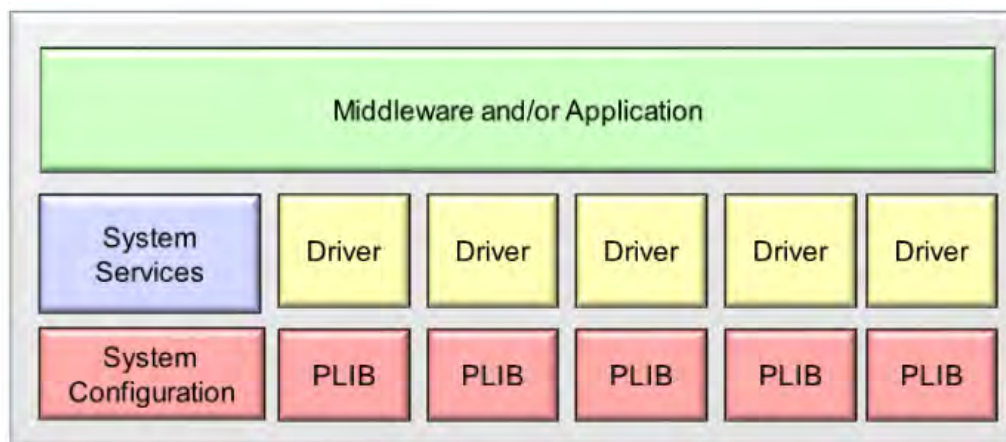 Middleware and/or Application
System
Services
Driver
Driver
Driver
Driver
Driver
System
Configuration
PLIB
PLIB
PLIB
PLIB
PLIB